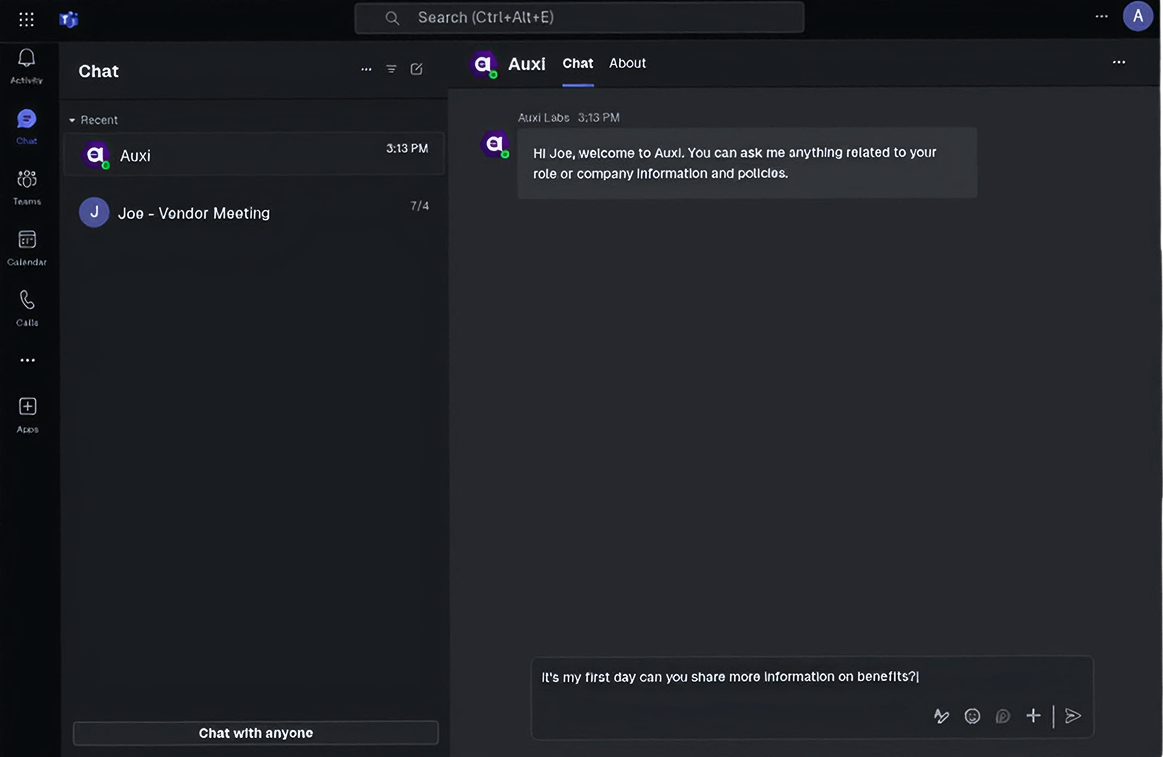 Search (Ctrl+Alt+E)
A
Activity
Chat
Teams
Calendar
Calls
Apps
Chat
Recent
Auxi
3:13 PM
J
Joe - Vendor Meeting
7/4
Chat with anyone
a
Auxi
Chat
About
Auxi Labs 3:13 PM
Hi Joe, welcome to Auxi. You can ask me anything related to your
role or company information and policies.
It's my first day can you share more information on benefits?